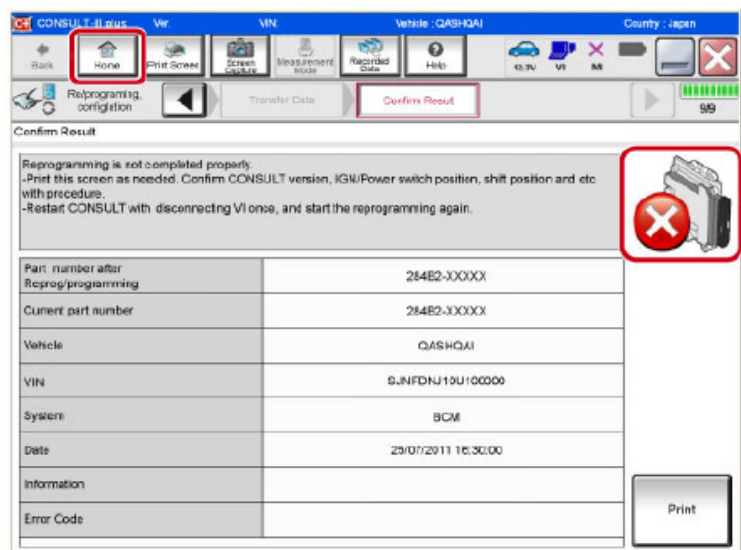 CONSULT-III plus Ver. VIN: Vehicle : QASHQAI Country : Japan
Back Home Print Screen Screen Capture Measurement Mode Recorded Data Help 12.3V VI MI
Re/programing, configlation Transfer Data Confirm Result 9/9
Confirm Result
Reprogramming is not completed properly.
-Print this screen as needed. Confirm CONSULT version, IGN/Power switch position, shift position and etc
with procedure.
-Restart CONSULT with disconnecting VI once, and start the reprogramming again.
Part number after
Reprog/programming
284B2-XXXXX
Current part number 284B2-XXXXX
Vehicle QASHQAI
VIN SJNFDNJ10U100000
System BCM
Date 25/07/2011 16:30:00
Information
Error Code
Print